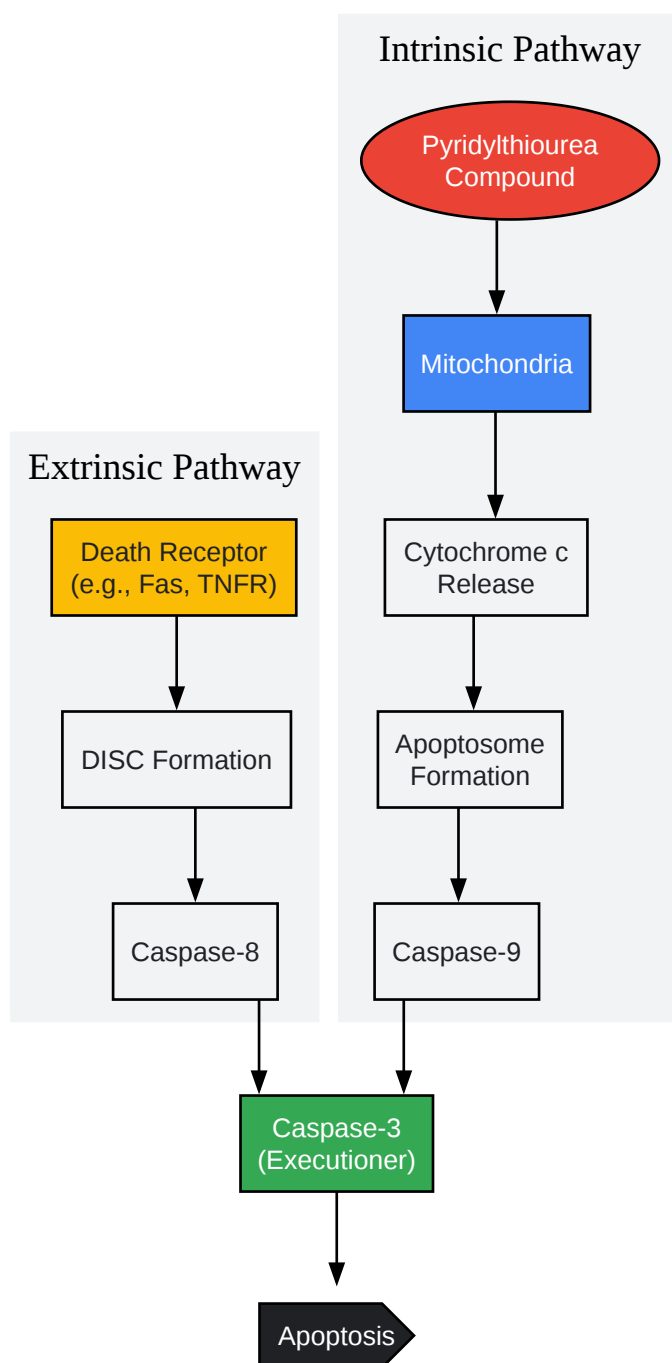 Intrinsic Pathway
Pyridylthiourea
Compound
Mitochondria
Cytochrome c
Release
Apoptosome
Formation
Caspase-9
Extrinsic Pathway
Death Receptor
(e.g., Fas, TNFR)
DISC Formation
Caspase-8
Caspase-3
(Executioner)
Apoptosis